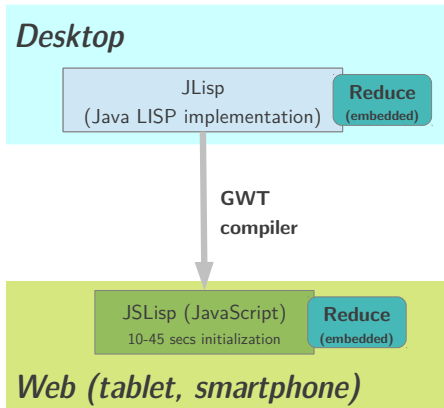 Desktop
JLisp
(Java LISP implementation)
Reduce
(embedded)
GWT
compiler
JSLisp (JavaScript)
10-45 secs initialization
Reduce
(embedded)
Web (tablet, smartphone)